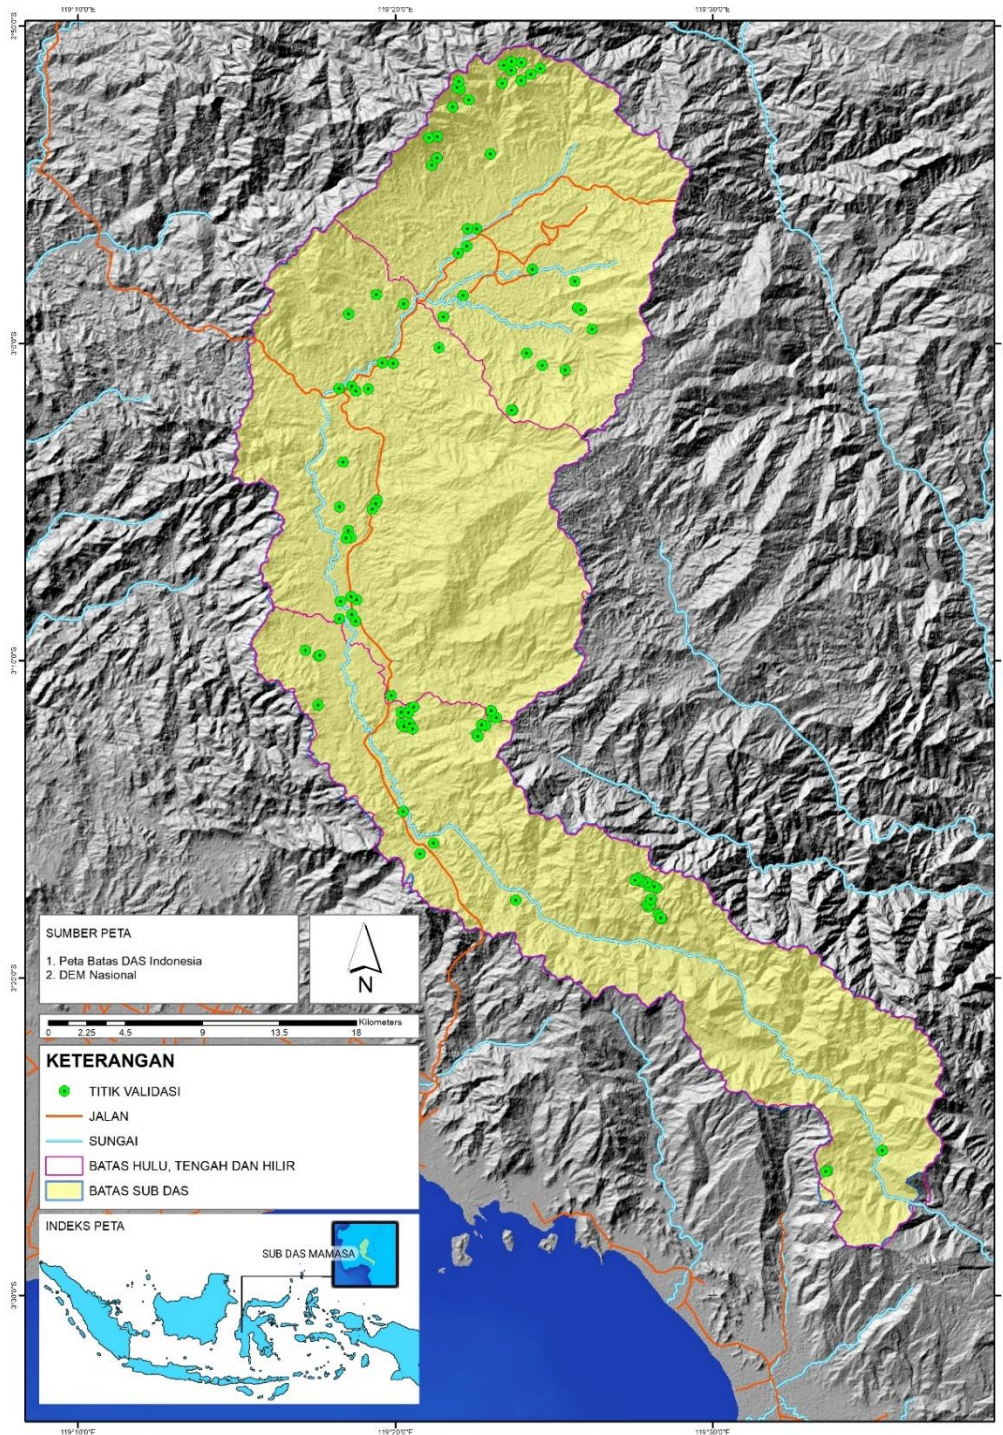 119°10'0"E
119°20'0"E
119°30'0"E
2°50'0"S
3°0'0"S
3°10'0"S
3°20'0"S
3°30'0"S
SUMBER PETA
1. Peta Batas DAS Indonesia
2. DEM Nasional
N
Kilometers
0 2.25 4.5 9 13.5 18
KETERANGAN
TITIK VALIDASI
JALAN
SUNGAI
BATAS HULU, TENGAH DAN HILIR
BATAS SUB DAS
INDEKS PETA
SUB DAS MAMASA
119°10'0"E
119°20'0"E
119°30'0"E